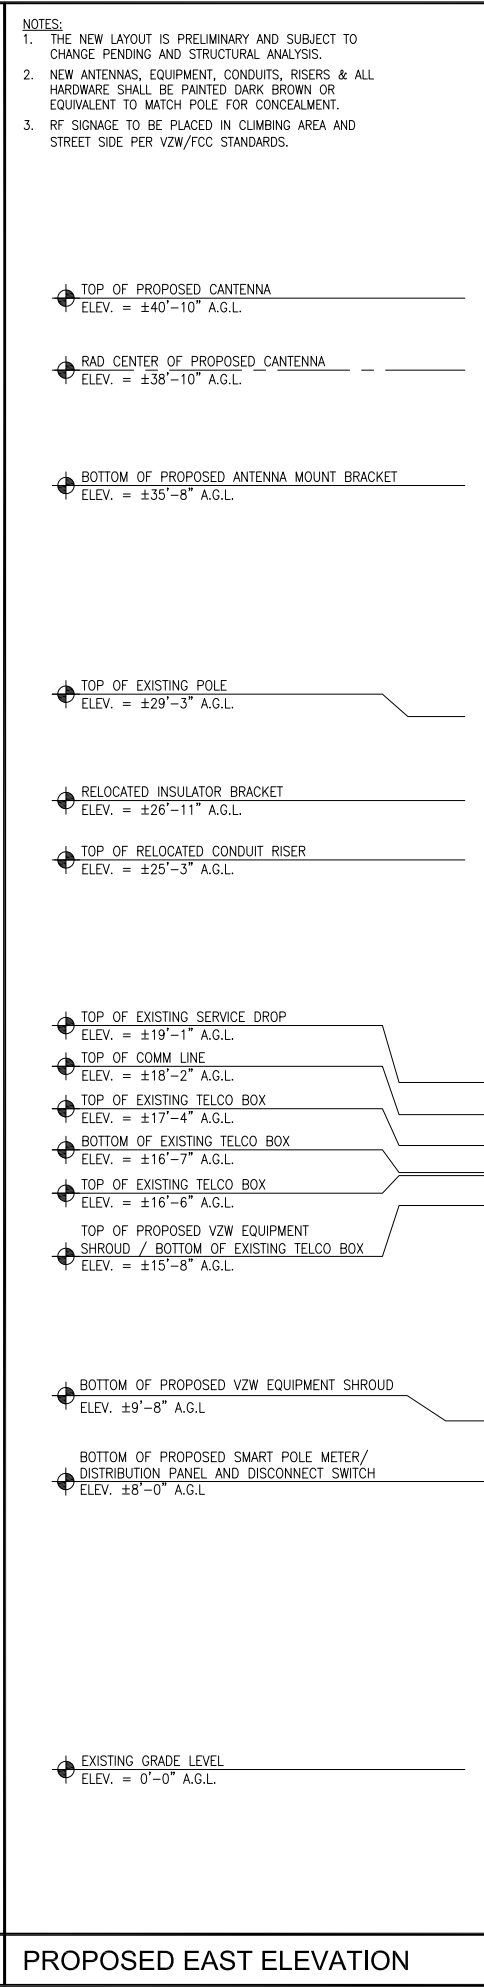 NOTES:
1. THE NEW LAYOUT IS PRELIMINARY AND SUBJECT TO
CHANGE PENDING AND STRUCTURAL ANALYSIS.
2. NEW ANTENNAS, EQUIPMENT, CONDUITS, RISERS & ALL
HARDWARE SHALL BE PAINTED DARK BROWN OR
EQUIVALENT TO MATCH POLE FOR CONCEALMENT.
3. RF SIGNAGE TO BE PLACED IN CLIMBING AREA AND
STREET SIDE PER VZW/FCC STANDARDS.
TOP OF PROPOSED CANTENNA
ELEV. = ±40'-10" A.G.L.
RAD CENTER OF PROPOSED CANTENNA
ELEV. = ±38'-10" A.G.L.
BOTTOM OF PROPOSED ANTENNA MOUNT BRACKET
ELEV. = ±35'-8" A.G.L.
TOP OF EXISTING POLE
ELEV. = ±29'-3" A.G.L.
RELOCATED INSULATOR BRACKET
ELEV. = ±26'-11" A.G.L.
TOP OF RELOCATED CONDUIT RISER
ELEV. = ±25'-3" A.G.L.
TOP OF EXISTING SERVICE DROP
ELEV. = ±19'-1" A.G.L.
TOP OF COMM LINE
ELEV. = ±18'-2" A.G.L.
TOP OF EXISTING TELCO BOX
ELEV. = ±17'-4" A.G.L.
BOTTOM OF EXISTING TELCO BOX
ELEV. = ±16'-7" A.G.L.
TOP OF EXISTING TELCO BOX
ELEV. = ±16'-6" A.G.L.
TOP OF PROPOSED VZW EQUIPMENT
SHROUD / BOTTOM OF EXISTING TELCO BOX
ELEV. = ±15'-8" A.G.L.
BOTTOM OF PROPOSED VZW EQUIPMENT SHROUD
ELEV. ±9'-8" A.G.L
BOTTOM OF PROPOSED SMART POLE METER/
DISTRIBUTION PANEL AND DISCONNECT SWITCH
ELEV. ±8'-0" A.G.L
EXISTING GRADE LEVEL
ELEV. = 0'-0" A.G.L.
PROPOSED EAST ELEVATION